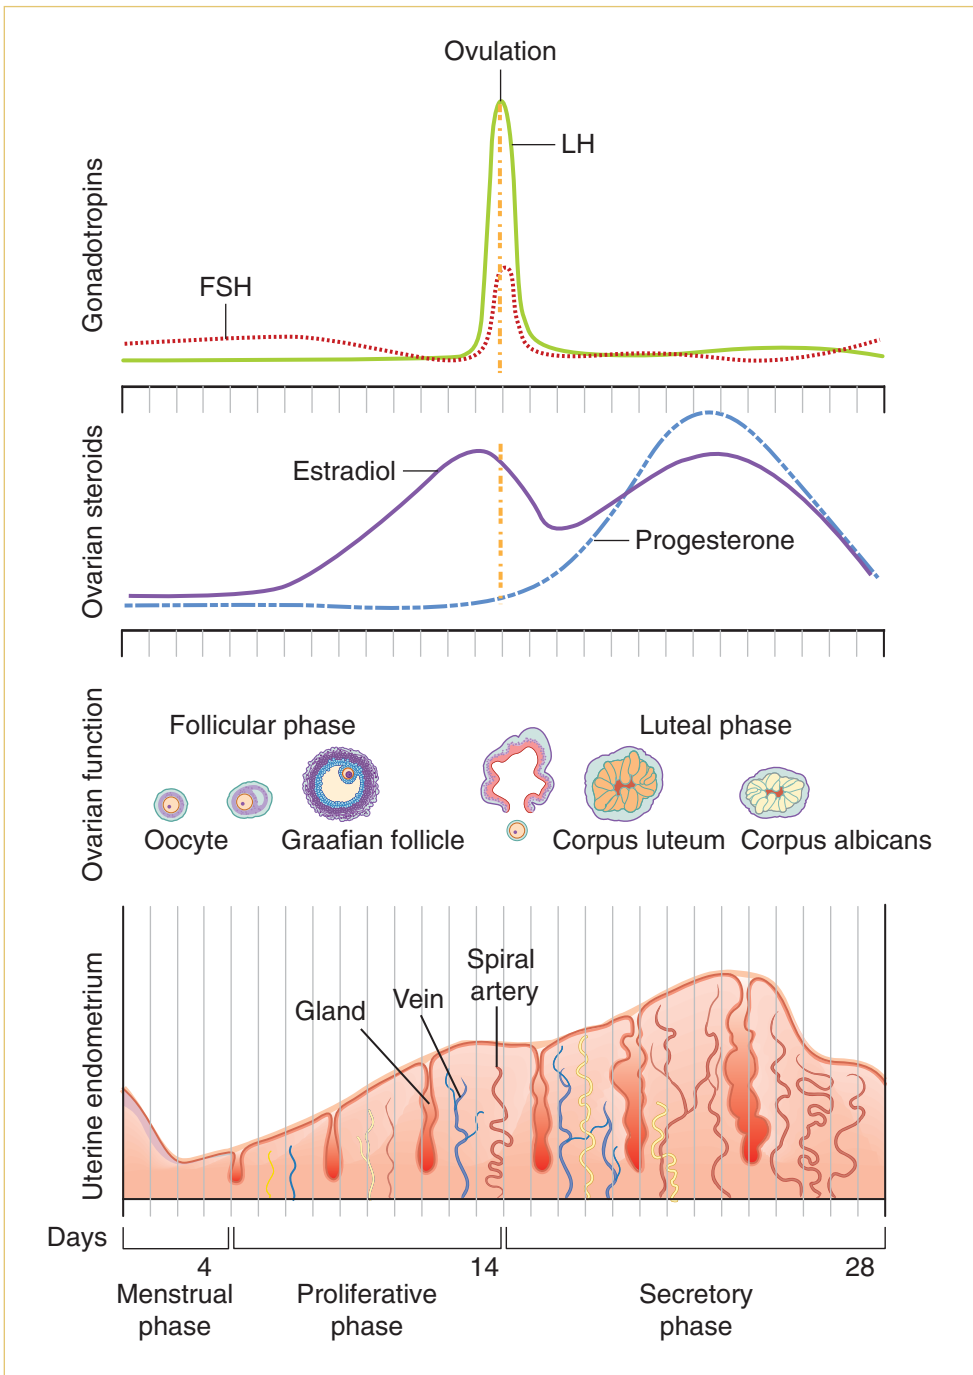 Ovulation
LH
FSH
Gonadotropins
Estradiol
Progesterone
Ovarian steroids
Follicular phase
Luteal phase
Oocyte
Graafian follicle
Corpus luteum
Corpus albicans
Ovarian function
Spiral
artery
Vein
Gland
Uterine endometrium
Days
4
14
28
Menstrual
phase
Proliferative
phase
Secretory
phase